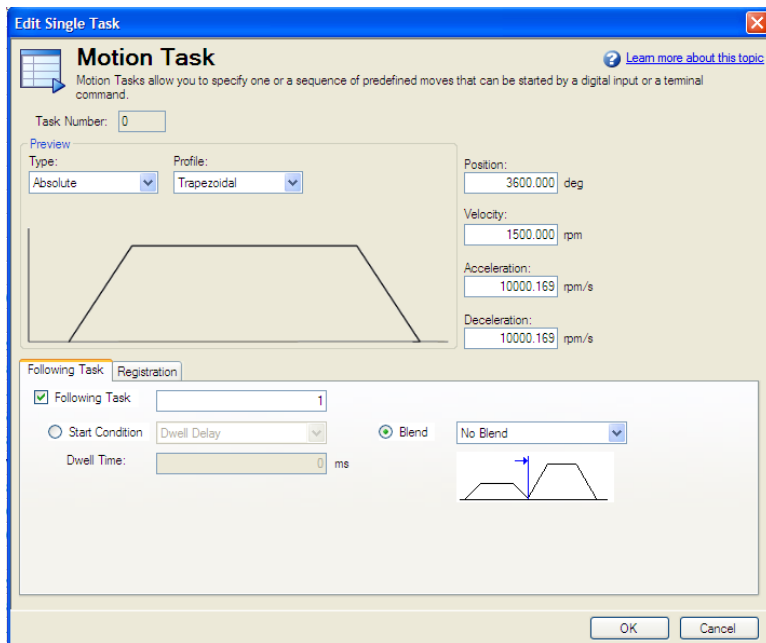 Edit Single Task
Motion Task
Learn more about this topic
Motion Tasks allow you to specify one or a sequence of predefined moves that can be started by a digital input or a terminal
command.
Task Number: 0
Preview
Type:
Profile:
Absolute
Trapezoidal
Position:
3600.000 deg
Velocity:
1500.000 rpm
Acceleration:
10000.169 rpm/s
Deceleration:
10000.169 rpm/s
Following Task
Registration
Following Task 1
Start Condition Dwell Delay Blend No Blend
Dwell Time: 0 ms
OK Cancel